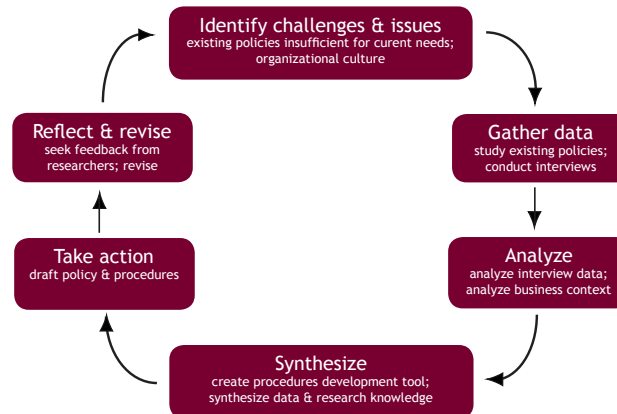 Identify challenges & issues
existing policies insufficient for curent needs;
organizational culture
Gather data
study existing policies;
conduct interviews
Analyze
analyze interview data;
analyze business context
Synthesize
create procedures development tool;
synthesize data & research knowledge
Take action
draft policy & procedures
Reflect & revise
seek feedback from
researchers; revise